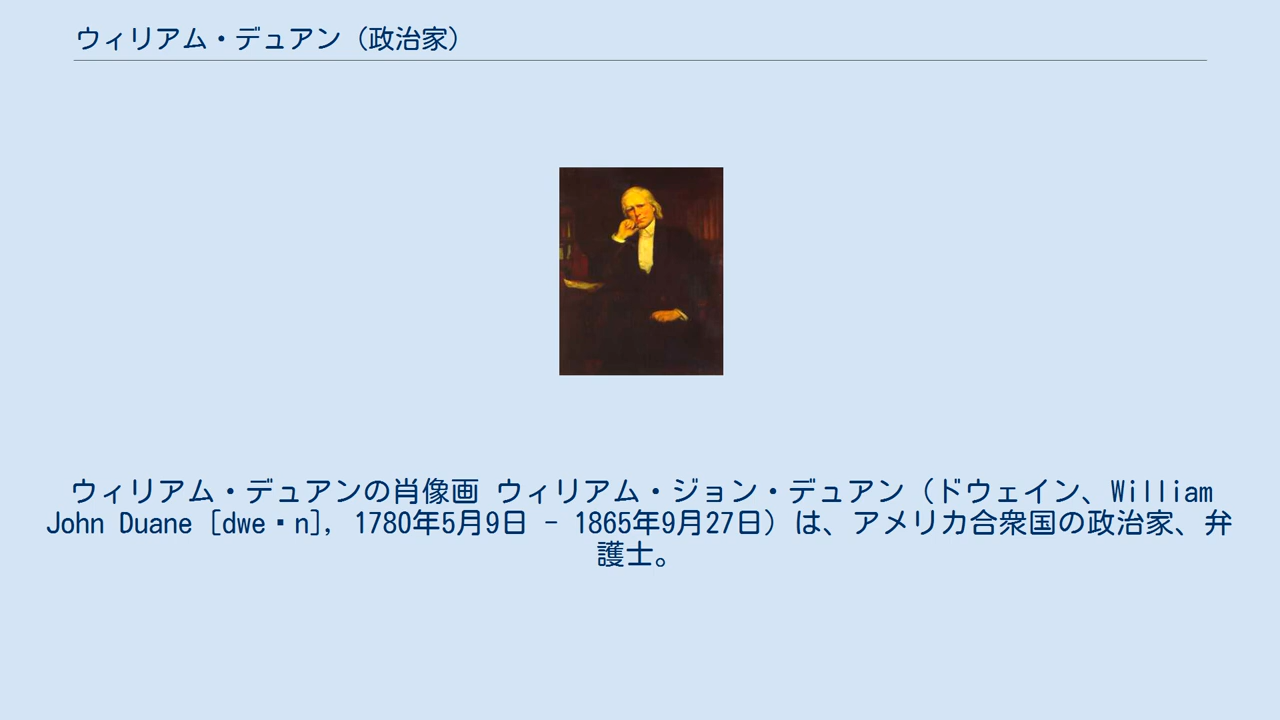 ウィリアム・デュアン（政治家）
ウィリアム・デュアンの肖像画 ウィリアム・ジョン・デュアン（ドウェイン、William
John Duane [dwe▪n], 1780年5月9日 - 1865年9月27日）は、アメリカ合衆国の政治家、弁
護士。